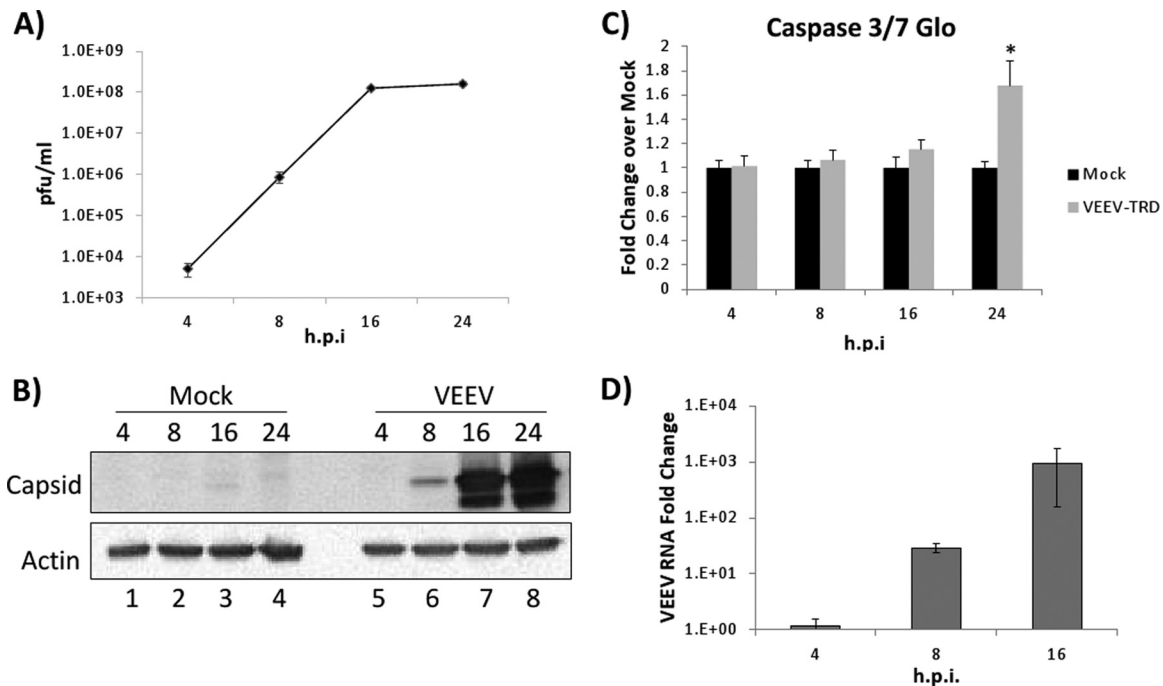 A)
1.0E+09
1.0E+08
1.0E+07
1.0E+06
1.0E+05
1.0E+04
1.0E+03
pfu/ml
4 8 16 24
h.p.i
B)
Mock VEEV
4 8 16 24 4 8 16 24
Capsid
Actin
1 2 3 4 5 6 7 8
C)
Caspase 3/7 Glo
2
1.8
1.6
1.4
1.2
1
0.8
0.6
0.4
0.2
0
Fold Change over Mock
*
Mock
VEEV-TRD
4 8 16 24
h.p.i
D)
1.E+04
1.E+03
1.E+02
1.E+01
1.E+00
VEEV RNA Fold Change
4 8 16
h.p.i.